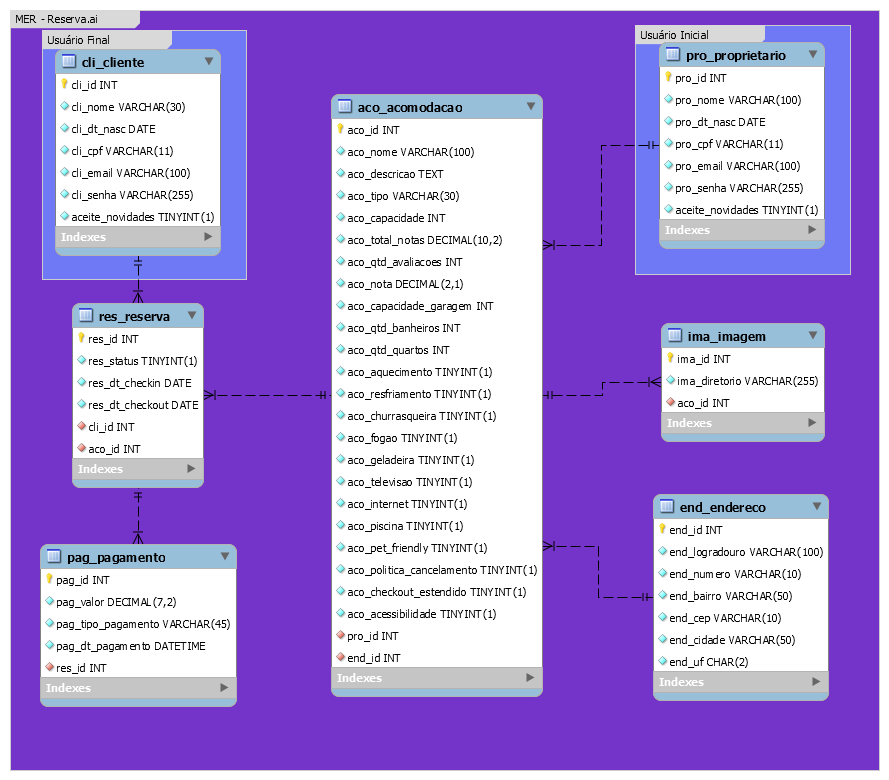 MER - Reserva.ai
Usuário Final
cli_cliente
cli_id INT
cli_nome VARCHAR(30)
cli_dt_nasc DATE
cli_cpf VARCHAR(11)
cli_email VARCHAR(100)
cli_senha VARCHAR(255)
aceite_novidades TINYINT(1)
Indexes
res_reserva
res_id INT
res_status TINYINT(1)
res_dt_checkin DATE
res_dt_checkout DATE
cli_id INT
aco_id INT
Indexes
pag_pagamento
pag_id INT
pag_valor DECIMAL(7,2)
pag_tipo_pagamento VARCHAR(45)
pag_dt_pagamento DATETIME
res_id INT
Indexes
aco_acomodacao
aco_id INT
aco_nome VARCHAR(100)
aco_descricao TEXT
aco_tipo VARCHAR(30)
aco_capacidade INT
aco_total_notas DECIMAL(10,2)
aco_qtd_avaliacoes INT
aco_nota DECIMAL(2,1)
aco_capacidade_garagem INT
aco_qtd_banheiros INT
aco_qtd_quartos INT
aco_aquecimento TINYINT(1)
aco_resfriamento TINYINT(1)
aco_churrasqueira TINYINT(1)
aco_fogao TINYINT(1)
aco_geladeira TINYINT(1)
aco_televisao TINYINT(1)
aco_internet TINYINT(1)
aco_piscina TINYINT(1)
aco_pet_friendly TINYINT(1)
aco_politica_cancelamento TINYINT(1)
aco_checkout_estendido TINYINT(1)
aco_acessibilidade TINYINT(1)
pro_id INT
end_id INT
Indexes
Usuário Inicial
pro_proprietario
pro_id INT
pro_nome VARCHAR(100)
pro_dt_nasc DATE
pro_cpf VARCHAR(11)
pro_email VARCHAR(100)
pro_senha VARCHAR(255)
aceite_novidades TINYINT(1)
Indexes
ima_imagem
ima_id INT
ima_diretorio VARCHAR(255)
aco_id INT
Indexes
end_endereco
end_id INT
end_logradouro VARCHAR(100)
end_numero VARCHAR(10)
end_bairro VARCHAR(50)
end_cep VARCHAR(10)
end_cidade VARCHAR(50)
end_uf CHAR(2)
Indexes